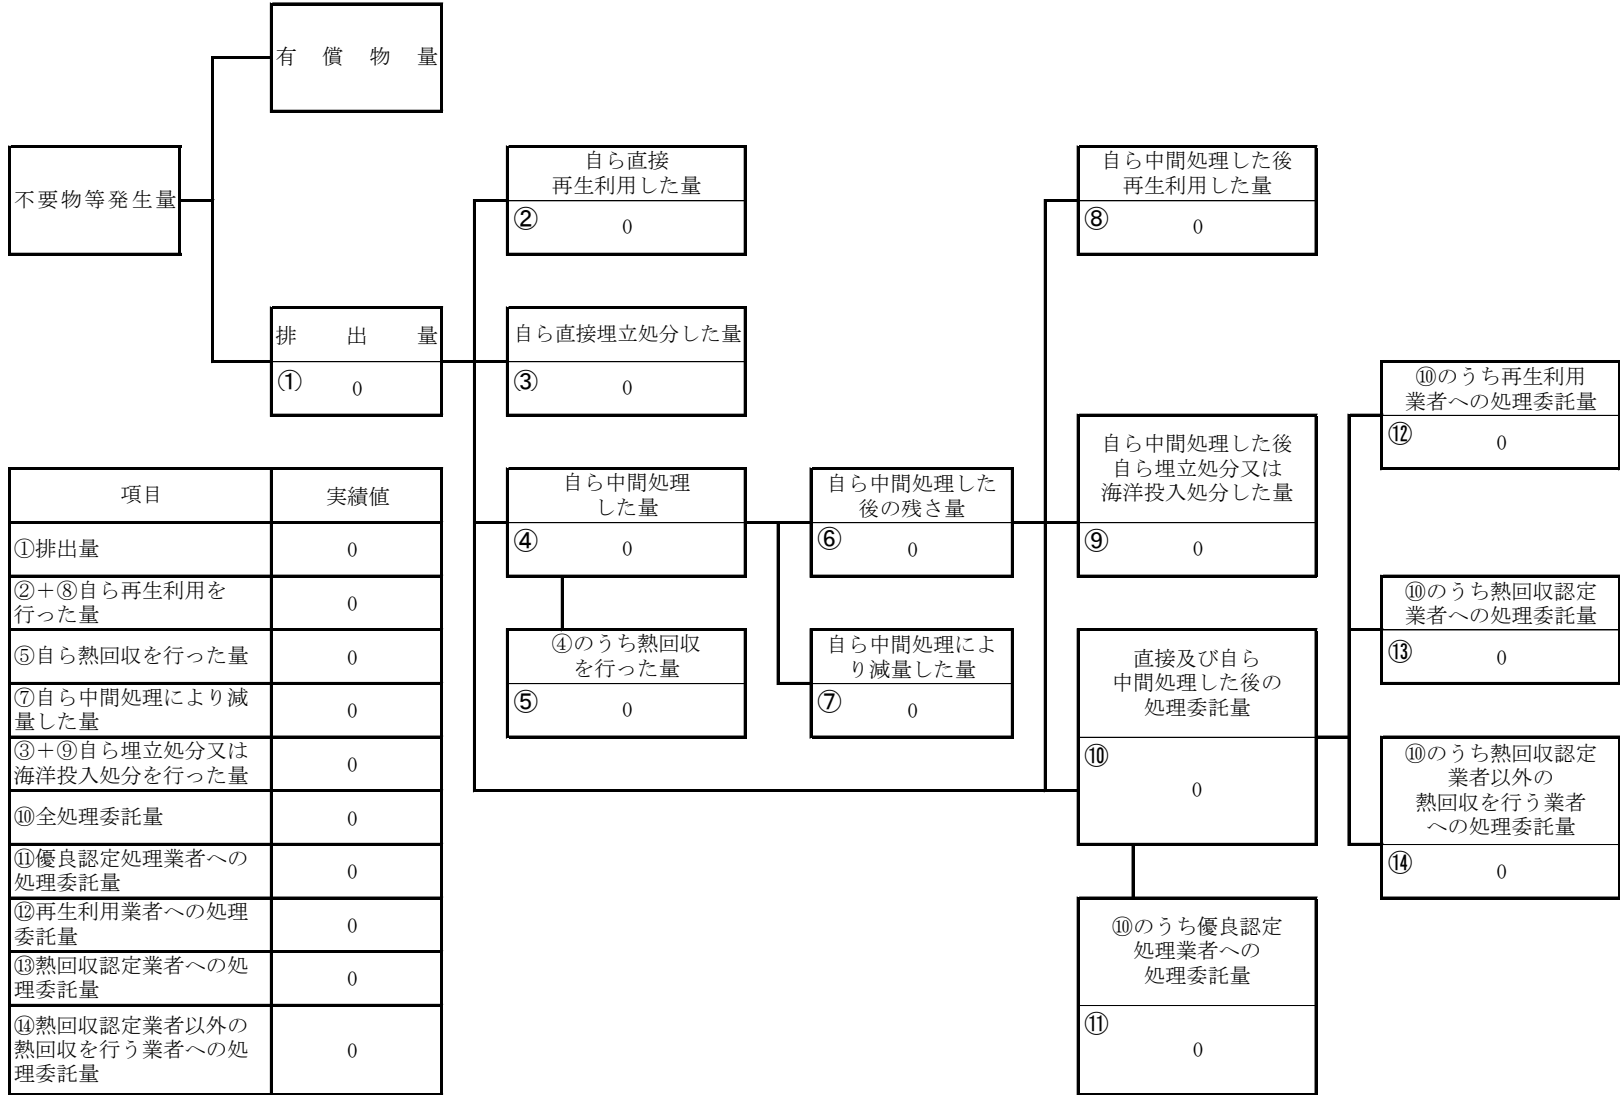 有償物量
不要物等発生量
排出量
①
0
自ら直接
再生利用した量
②
0
自ら直接埋立処分した量
③
0
自ら中間処理
した量
④
0
④のうち熱回収
を行った量
⑤
0
自ら中間処理した
後の残さ量
⑥
0
自ら中間処理によ
り減量した量
⑦
0
自ら中間処理した後
再生利用した量
⑧
0
自ら中間処理した後
自ら埋立処分又は
海洋投入処分した量
⑨
0
直接及び自ら
中間処理した後の
処理委託量
⑩
0
⑩のうち優良認定
処理業者への
処理委託量
⑪
0
⑩のうち再生利用
業者への処理委託量
⑫
0
⑩のうち熱回収認定
業者への処理委託量
⑬
0
⑩のうち熱回収認定
業者以外の
熱回収を行う業者
への処理委託量
⑭
0
項目 実績値
①排出量 0
②＋⑧自ら再生利用を
行った量 0
⑤自ら熱回収を行った量 0
⑦自ら中間処理により減
量した量 0
③＋⑨自ら埋立処分又は
海洋投入処分を行った量 0
⑩全処理委託量 0
⑪優良認定処理業者への
処理委託量 0
⑫再生利用業者への処理
委託量 0
⑬熱回収認定業者への処
理委託量 0
⑭熱回収認定業者以外の
熱回収を行う業者への処 0
理委託量